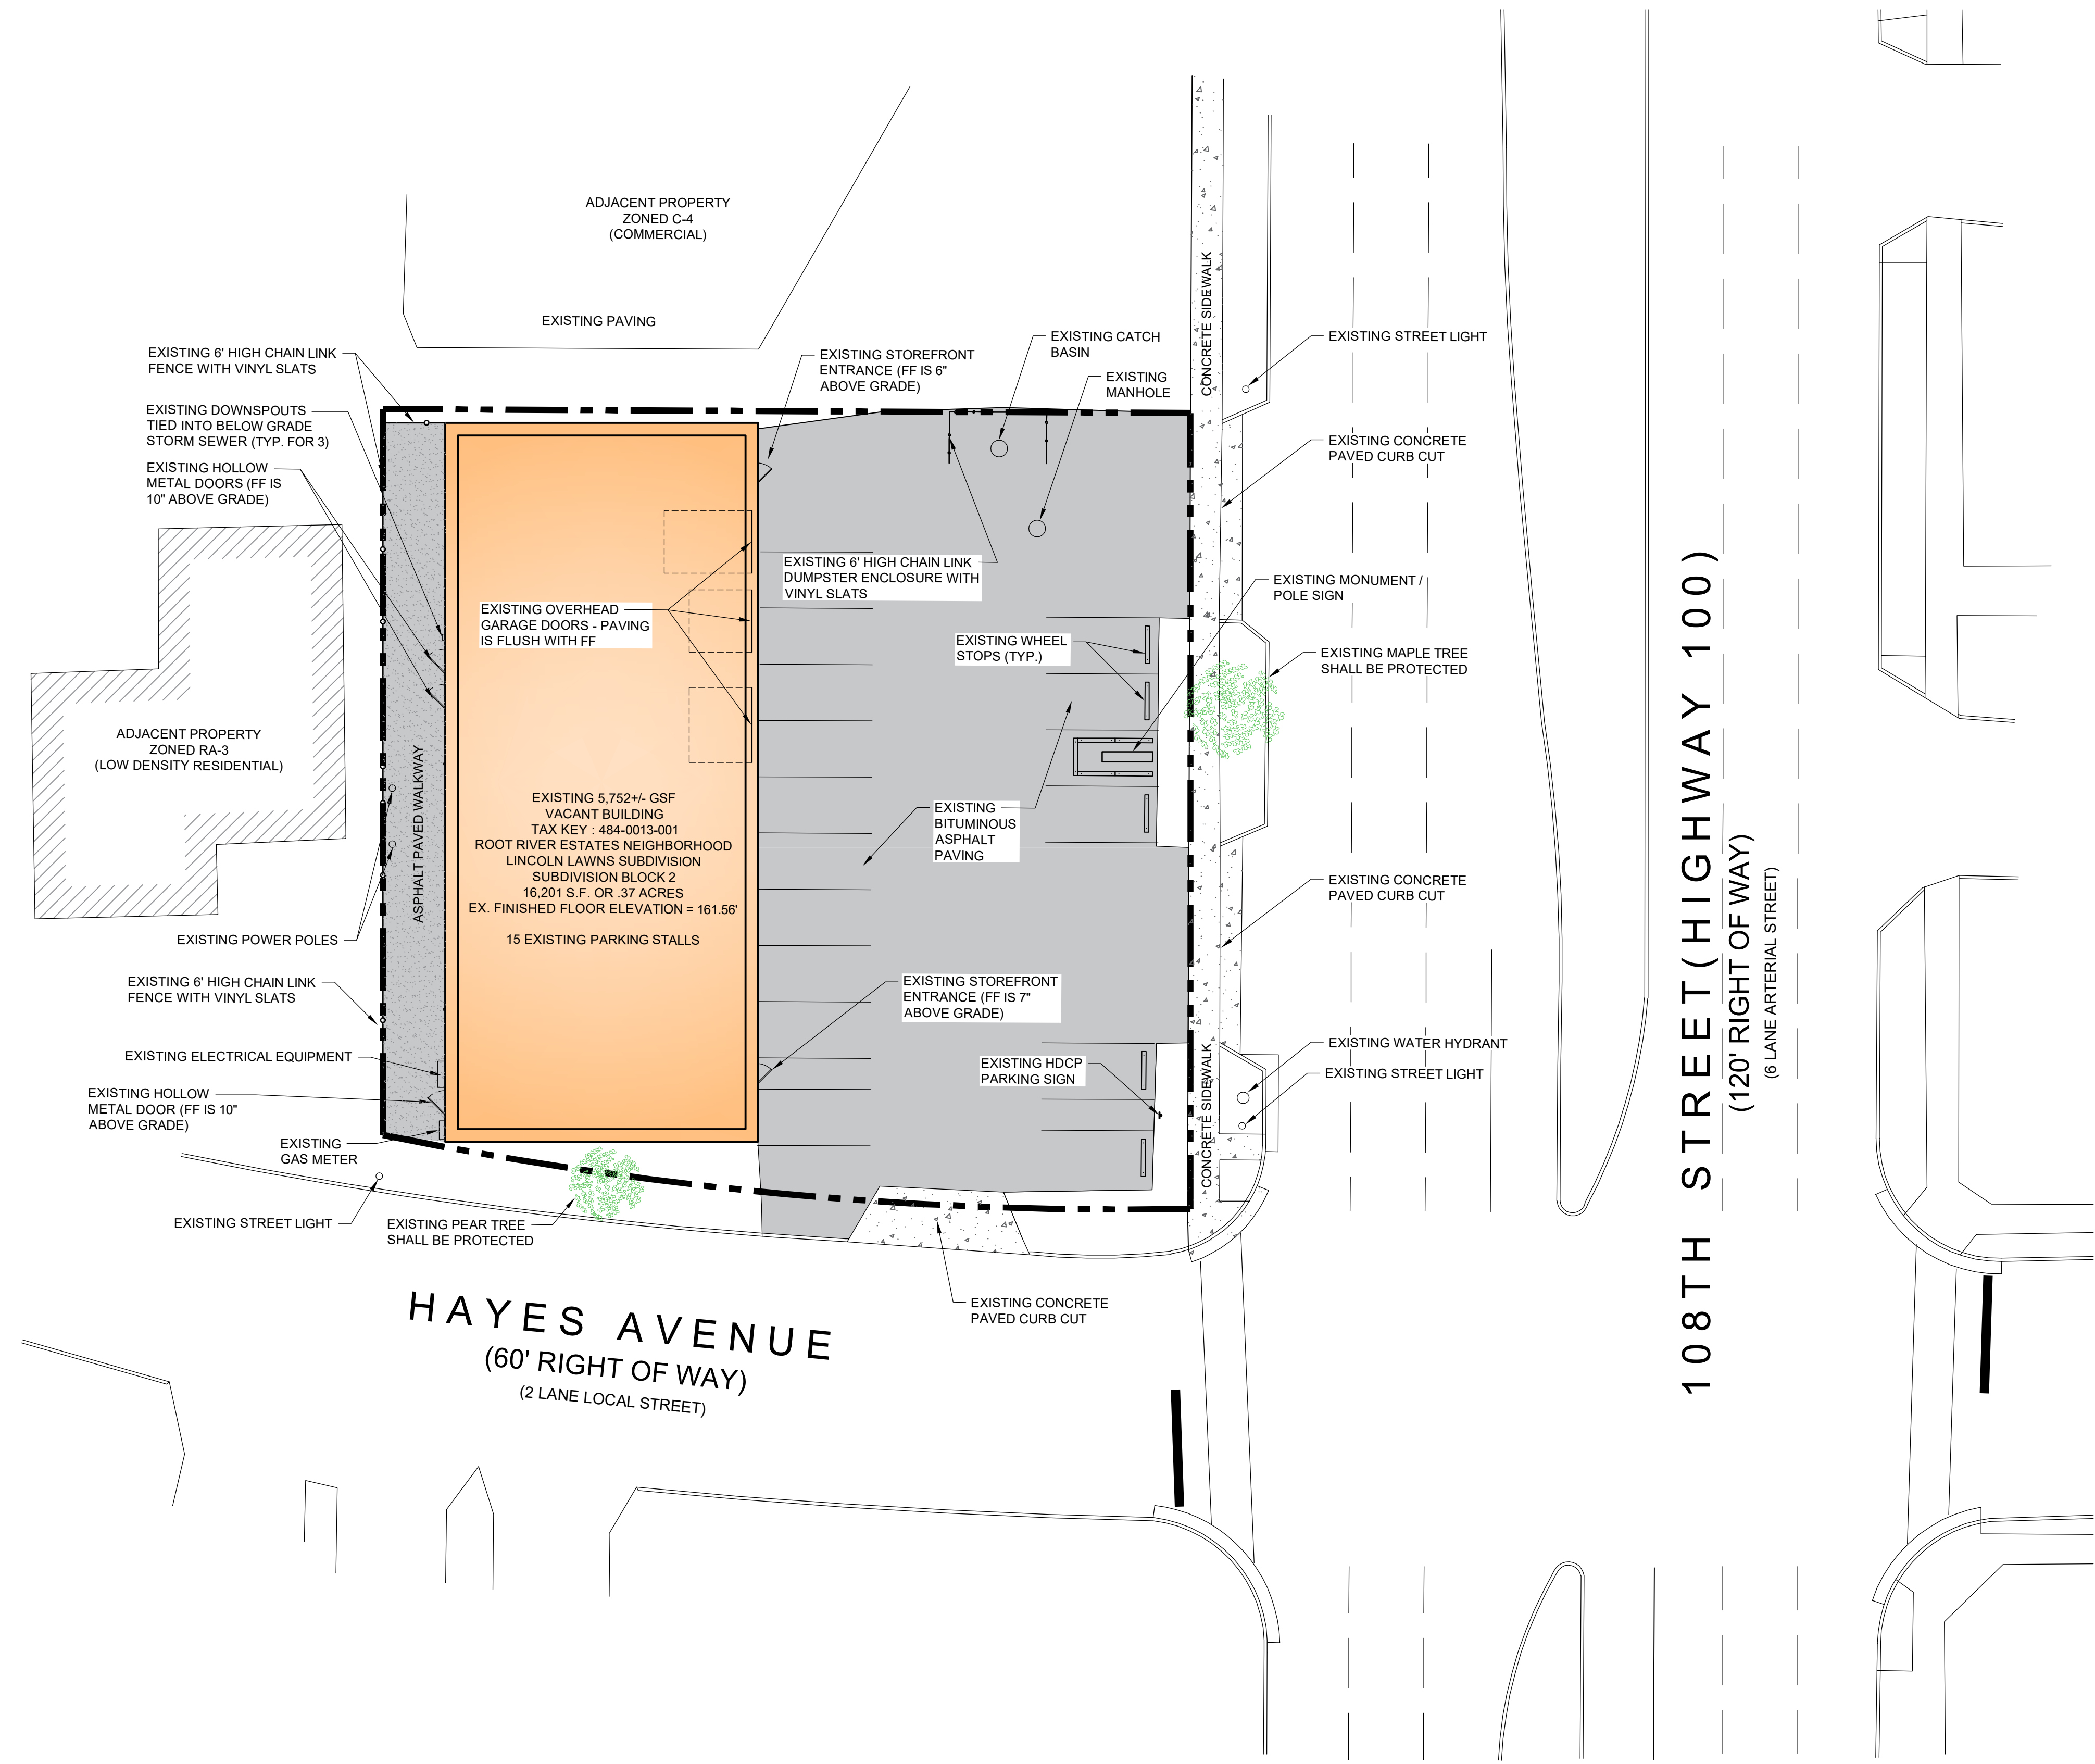 ADJACENT PROPERTY
ZONED C-4
(COMMERCIAL)
EXISTING PAVING
EXISTING 6' HIGH CHAIN LINK
FENCE WITH VINYL SLATS
EXISTING DOWNSPOUTS
TIED INTO BELOW GRADE
STORM SEWER (TYP. FOR 3)
EXISTING HOLLOW
METAL DOORS (FF IS
10" ABOVE GRADE)
EXISTING STOREFRONT
ENTRANCE (FF IS 6"
ABOVE GRADE)
EXISTING CATCH
BASIN
EXISTING
MANHOLE
CONCRETE SIDEWALK
EXISTING STREET LIGHT
EXISTING CONCRETE
PAVED CURB CUT
EXISTING 6' HIGH CHAIN LINK
DUMPSTER ENCLOSURE WITH
VINYL SLATS
EXISTING OVERHEAD
GARAGE DOORS - PAVING
IS FLUSH WITH FF
EXISTING WHEEL
STOPS (TYP.)
EXISTING MONUMENT /
POLE SIGN
EXISTING MAPLE TREE
SHALL BE PROTECTED
ADJACENT PROPERTY
ZONED RA-3
(LOW DENSITY RESIDENTIAL)
ASPHALT PAVED WALKWAY
EXISTING 5,752+/- GSF
VACANT BUILDING
TAX KEY : 484-0013-001
ROOT RIVER ESTATES NEIGHBORHOOD
LINCOLN LAWNS SUBDIVISION
SUBDIVISION BLOCK 2
16,201 S.F. OR .37 ACRES
EX. FINISHED FLOOR ELEVATION = 161.56'
15 EXISTING PARKING STALLS
EXISTING
BITUMINOUS
ASPHALT
PAVING
EXISTING CONCRETE
PAVED CURB CUT
108TH STREET (HIGHWAY 100)
(120' RIGHT OF WAY)
(6 LANE ARTERIAL STREET)
EXISTING POWER POLES
EXISTING 6' HIGH CHAIN LINK
FENCE WITH VINYL SLATS
EXISTING STOREFRONT
ENTRANCE (FF IS 7"
ABOVE GRADE)
EXISTING ELECTRICAL EQUIPMENT
EXISTING HDCP
PARKING SIGN
CONCRETE SIDEWALK
EXISTING WATER HYDRANT
EXISTING STREET LIGHT
EXISTING HOLLOW
METAL DOOR (FF IS 10"
ABOVE GRADE)
EXISTING
GAS METER
EXISTING STREET LIGHT
EXISTING PEAR TREE
SHALL BE PROTECTED
EXISTING CONCRETE
PAVED CURB CUT
HAYES AVENUE
(60' RIGHT OF WAY)
(2 LANE LOCAL STREET)